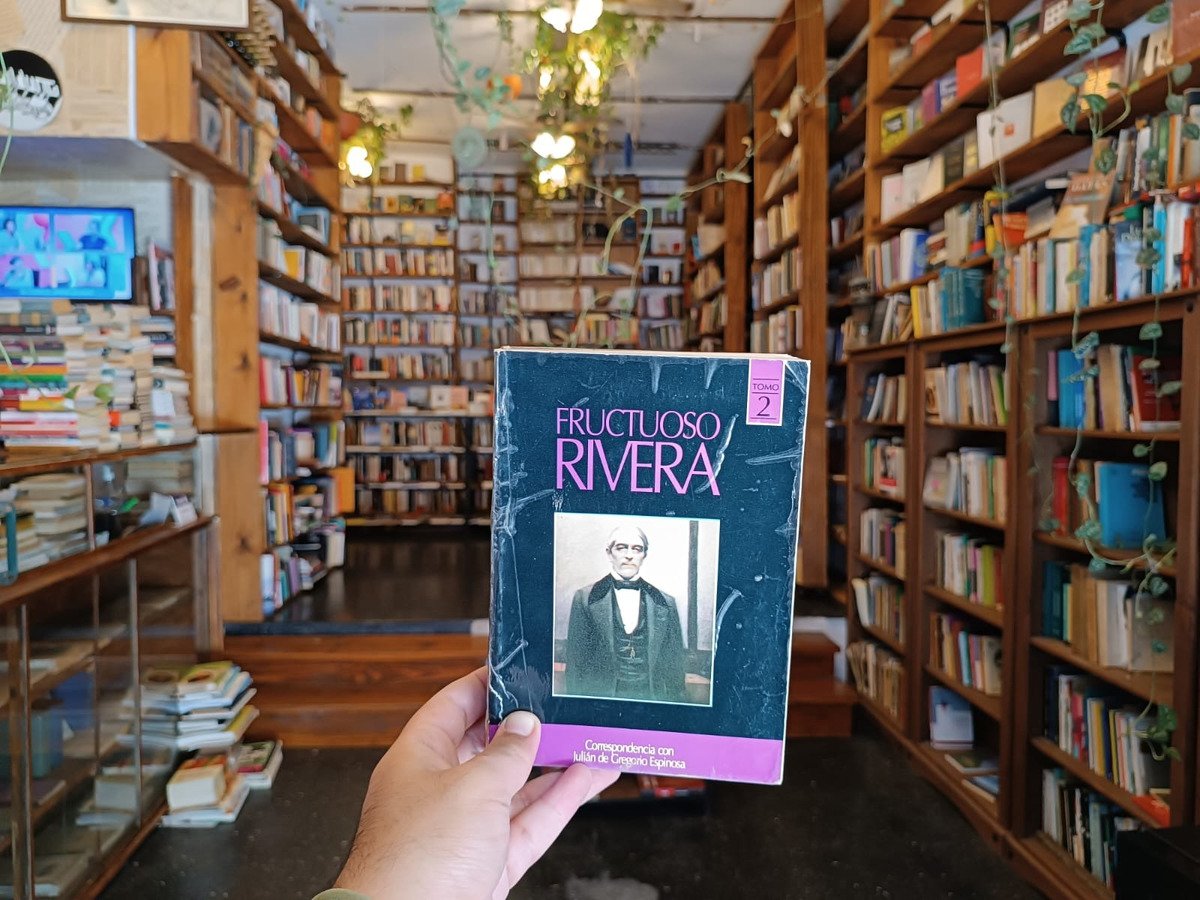 TOMO
2
FRUCTUOSO
RIVERA
Correspondencia con
Julián de Gregorio Espinosa